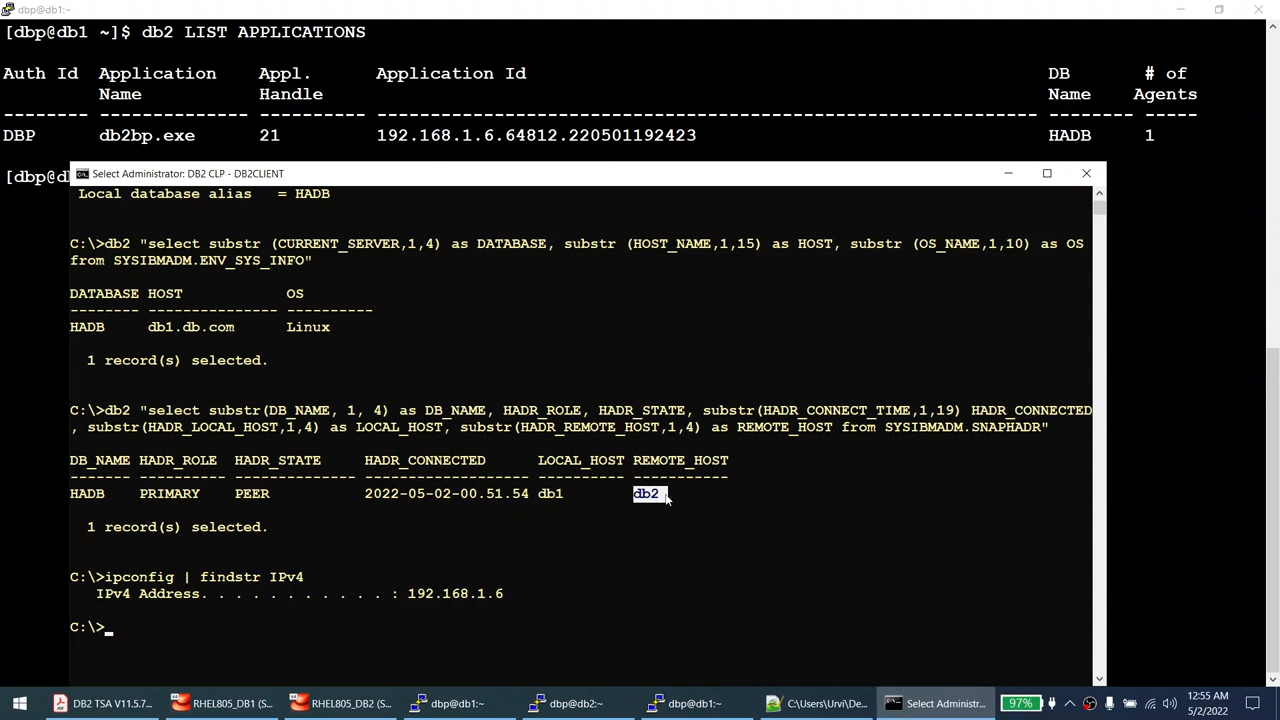 dbp@db1:~
[dbp@db1 ~]$ db2 LIST APPLICATIONS
Auth Id  Application    Appl.      Application Id                                                 DB       # of
         Name           Handle                                                                    Name    Agents
-------- -------------- ---------- -------------------------------------------------------------- -------- -----
DBP      db2bp.exe      21         192.168.1.6.64812.220501192423                                 HADB     1
[dbp@d
Select Administrator: DB2 CLP - DB2CLIENT
Local database alias   = HADB
C:\>db2 "select substr (CURRENT_SERVER,1,4) as DATABASE, substr (HOST_NAME,1,15) as HOST, substr (OS_NAME,1,10) as OS
from SYSIBMADM.ENV_SYS_INFO"
DATABASE HOST            OS
-------- --------------- ----------
HADB     db1.db.com      Linux
1 record(s) selected.
C:\>db2 "select substr(DB_NAME, 1, 4) as DB_NAME, HADR_ROLE, HADR_STATE, substr(HADR_CONNECT_TIME,1,19) HADR_CONNECTED
, substr(HADR_LOCAL_HOST,1,4) as LOCAL_HOST, substr(HADR_REMOTE_HOST,1,4) as REMOTE_HOST from SYSIBMADM.SNAPHADR"
DB_NAME HADR_ROLE  HADR_STATE     HADR_CONNECTED      LOCAL_HOST REMOTE_HOST
------- --------- -------------- ------------------- ---------- -----------
HADB    PRIMARY    PEER           2022-05-02-00.51.54 db1        db2
1 record(s) selected.
C:\>ipconfig | findstr IPv4
IPv4 Address. . . . . . . . . . . : 192.168.1.6
C:\>
DB2 TSA V11.5.7... RHEL805_DB1 (S... RHEL805_DB2 (S... dbp@db1:~ dbp@db2:~ dbp@db1:~ C:\Users\Urvi\De... Select Administr... 97% 12:55 AM
5/2/2022